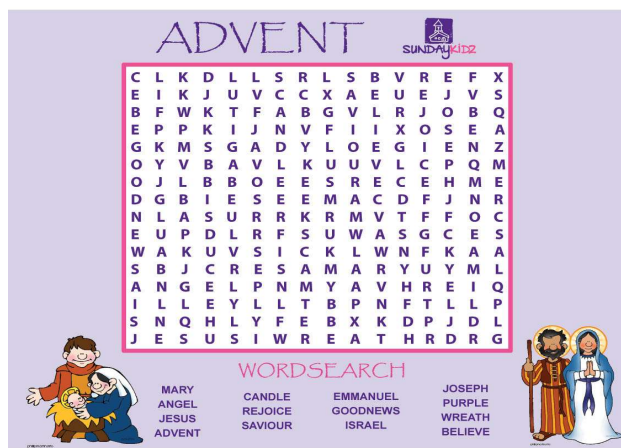 ADVENT
SUNDAYKIDZ
C L K D L L S R L S B V R E F X
E I K J U V C C X A E U E J V S
B F W K T F A B G V L R J O B Q
E P P K I J N V F I I X O S E A
G K M S G A D Y L O E G I E N Z
O Y V B A V L K U U V L C P Q M
O J L B B O E E S R E C E H M E
D G B I E S E E M A C D F J N R
N L A S U R R K R M V T F F O C
E U P D L R F S U W A S G C E S
W A K U V S I C K L W N F K A A
S B J C R E S A M A R Y U Y M L
A N G E L P N M Y A V H R E I Q
I L L E Y L L T B P N F T L L P
S N Q H L Y F E B X K D P J D L
J E S U S I W R E A T H R D R G
WORDSEARCH
MARY
ANGEL
JESUS
ADVENT
CANDLE
REJOICE
SAVIOUR
EMMANUEL
GOODNEWS
ISRAEL
JOSEPH
PURPLE
WREATH
BELIEVE